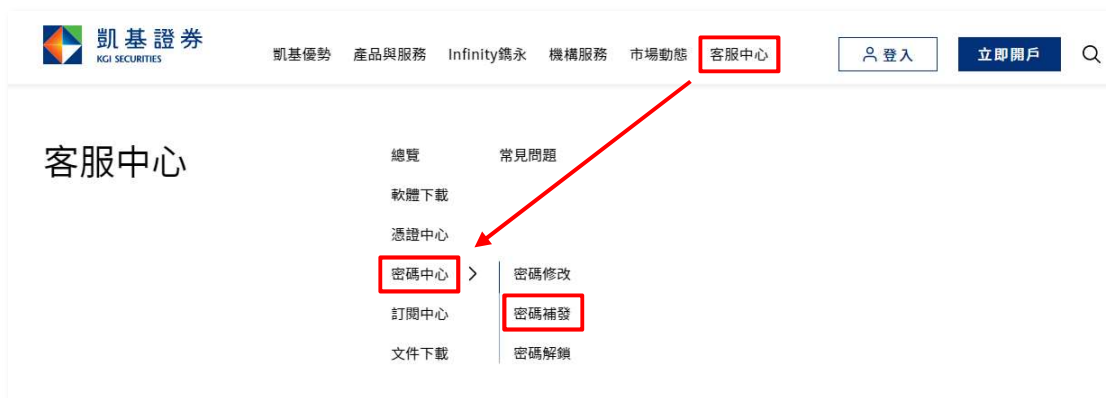 凱基證券
KGI SECURITIES
凱基優勢 產品與服務 Infinity鐫永 機構服務 市場動態 客服中心 登入 立即開戶
客服中心
總覽 常見問題
軟體下載
憑證中心
密碼中心 密碼修改
訂閱中心 密碼補發
文件下載 密碼解鎖